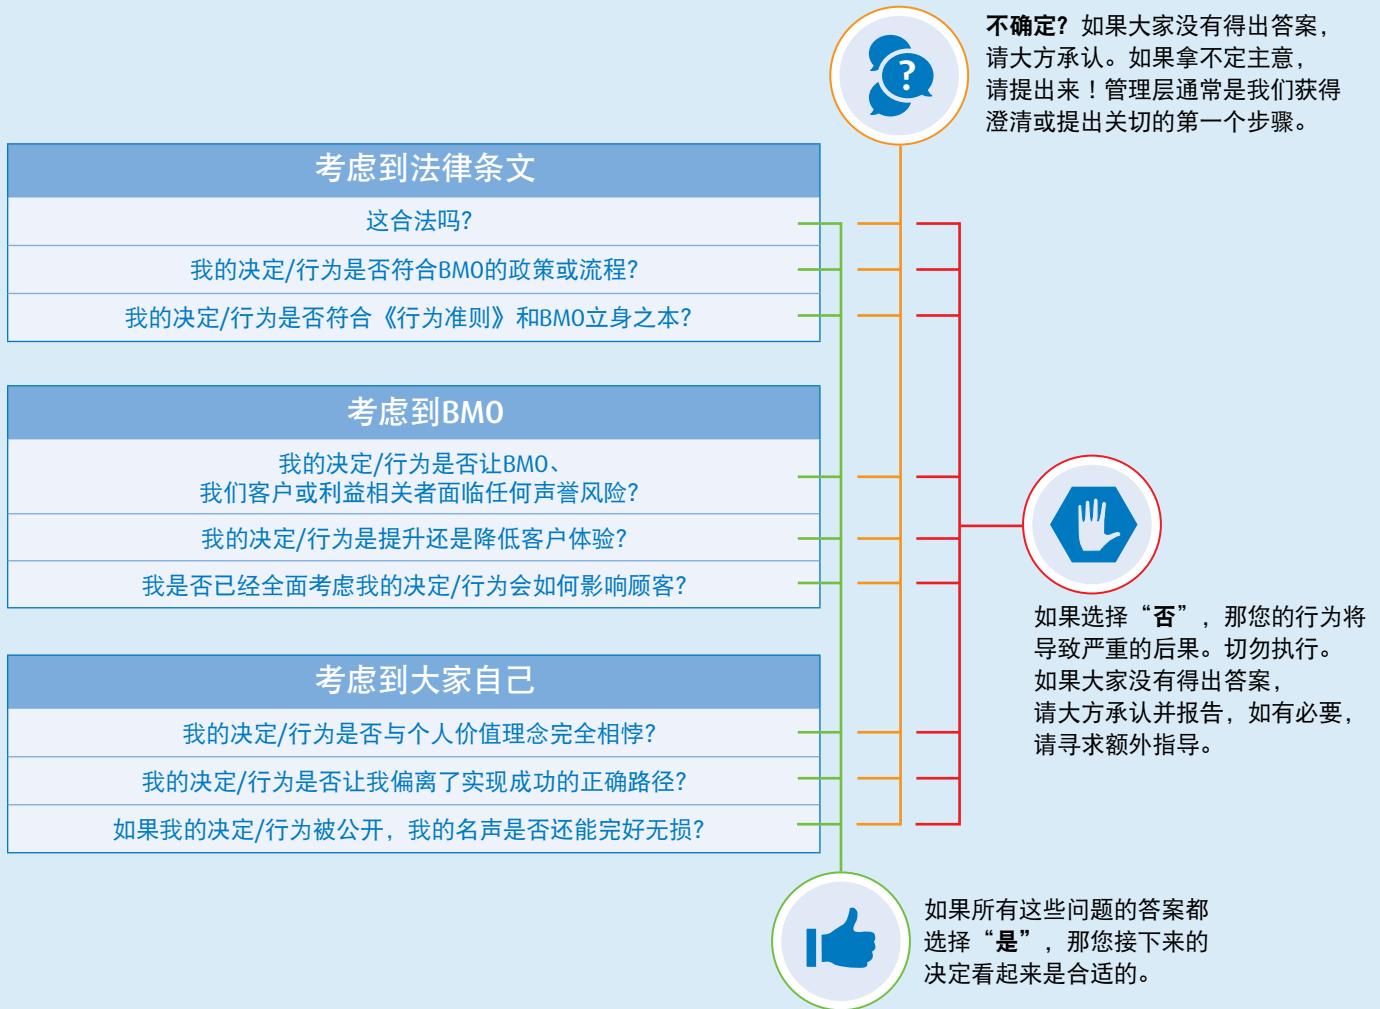 不确定? 如果大家没有得出答案，
请大方承认。如果拿不定主意，
请提出来！管理层通常是我们获得
澄清或提出关切的第一个步骤。
考虑到法律条文
这合法吗?
我的决定/行为是否符合BMO的政策或流程?
我的决定/行为是否符合《行为准则》和BMO立身之本?
考虑到BMO
我的决定/行为是否让BMO、
我们客户或利益相关者面临任何声誉风险?
我的决定/行为是提升还是降低客户体验?
我是否已经全面考虑我的决定/行为会如何影响顾客?
?
如果选择“否”，那您的行为将
导致严重的后果。切勿执行。
如果大家没有得出答案，
请大方承认并报告，如有必要，
请寻求额外指导。
考虑到大家自己
我的决定/行为是否与个人价值理念完全相悖?
我的决定/行为是否让我偏离了实现成功的正确路径?
如果我的决定/行为被公开，我的名声是否还能完好无损?
如果所有这些问题的答案都
选择“是”，那您接下来的
决定看起来是合适的。